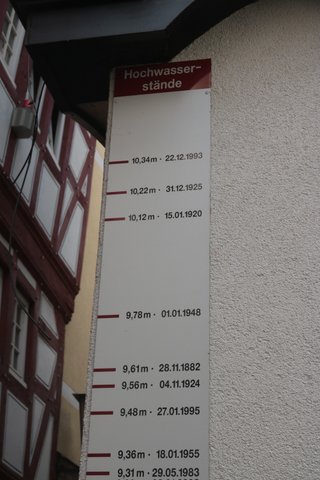 Hochwasser-
stände
10,34m · 22.12.1993
10,22m · 31.12.1925
10,12m · 15.01.1920
9,78m · 01.01.1948
9,61m · 28.11.1882
9,56m · 04.11.1924
9,48m · 27.01.1995
9,36m · 18.01.1955
9,31m · 29.05.1983